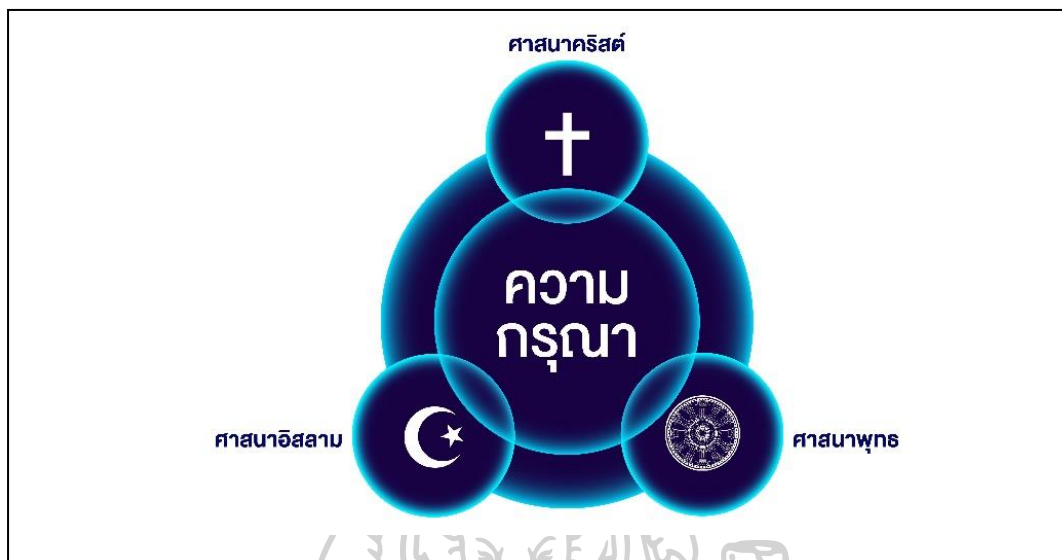 ศาสนาคริสต์
ความ
กรุณา
ศาสนาอิสลาม
ศาสนาพุทธ